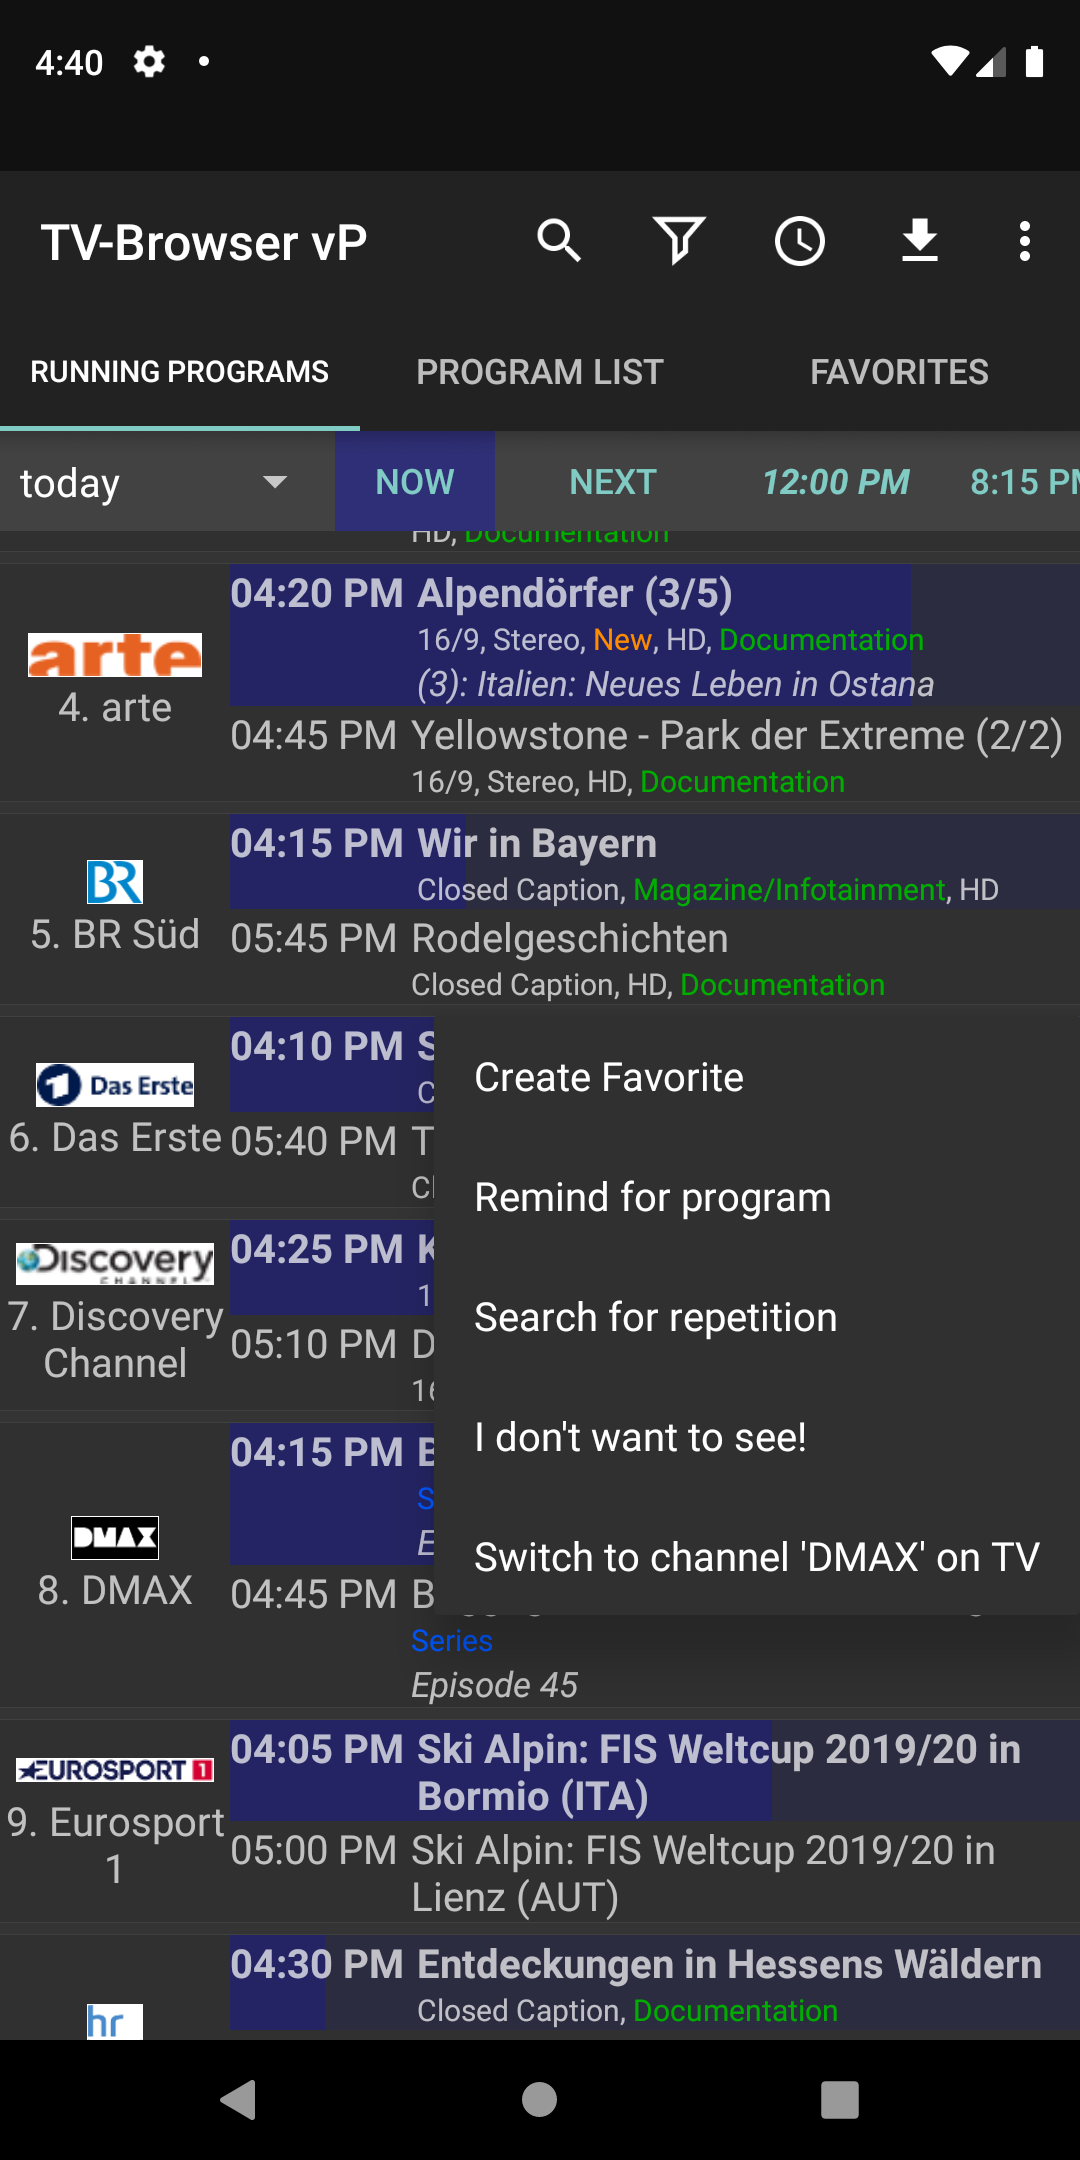 4:40
TV-Browser vP
RUNNING PROGRAMS
PROGRAM LIST
FAVORITES
today
NOW
NEXT
12:00 PM
8:15 PM
HD, Documentation
arte
4. arte
04:20 PM Alpendörfer (3/5)
16/9, Stereo, New, HD, Documentation
(3): Italien: Neues Leben in Ostana
04:45 PM Yellowstone - Park der Extreme (2/2)
16/9, Stereo, HD, Documentation
BR
5. BR Süd
04:15 PM Wir in Bayern
Closed Caption, Magazine/Infotainment, HD
05:45 PM Rodelgeschichten
Closed Caption, HD, Documentation
1 Das Erste
6. Das Erste
04:10 PM S
C
05:40 PM T
Discovery
CHANNEL
7. Discovery
Channel
04:25 PM K
1
05:10 PM D
16
DMAX
8. DMAX
04:15 PM B
S
E
04:45 PM B
Series
Episode 45
Create Favorite
Remind for program
Search for repetition
I don't want to see!
Switch to channel 'DMAX' on TV
EUROSPORT 1
9. Eurosport
1
04:05 PM Ski Alpin: FIS Weltcup 2019/20 in
Bormio (ITA)
05:00 PM Ski Alpin: FIS Weltcup 2019/20 in
Lienz (AUT)
hr
04:30 PM Entdeckungen in Hessens Wäldern
Closed Caption, Documentation